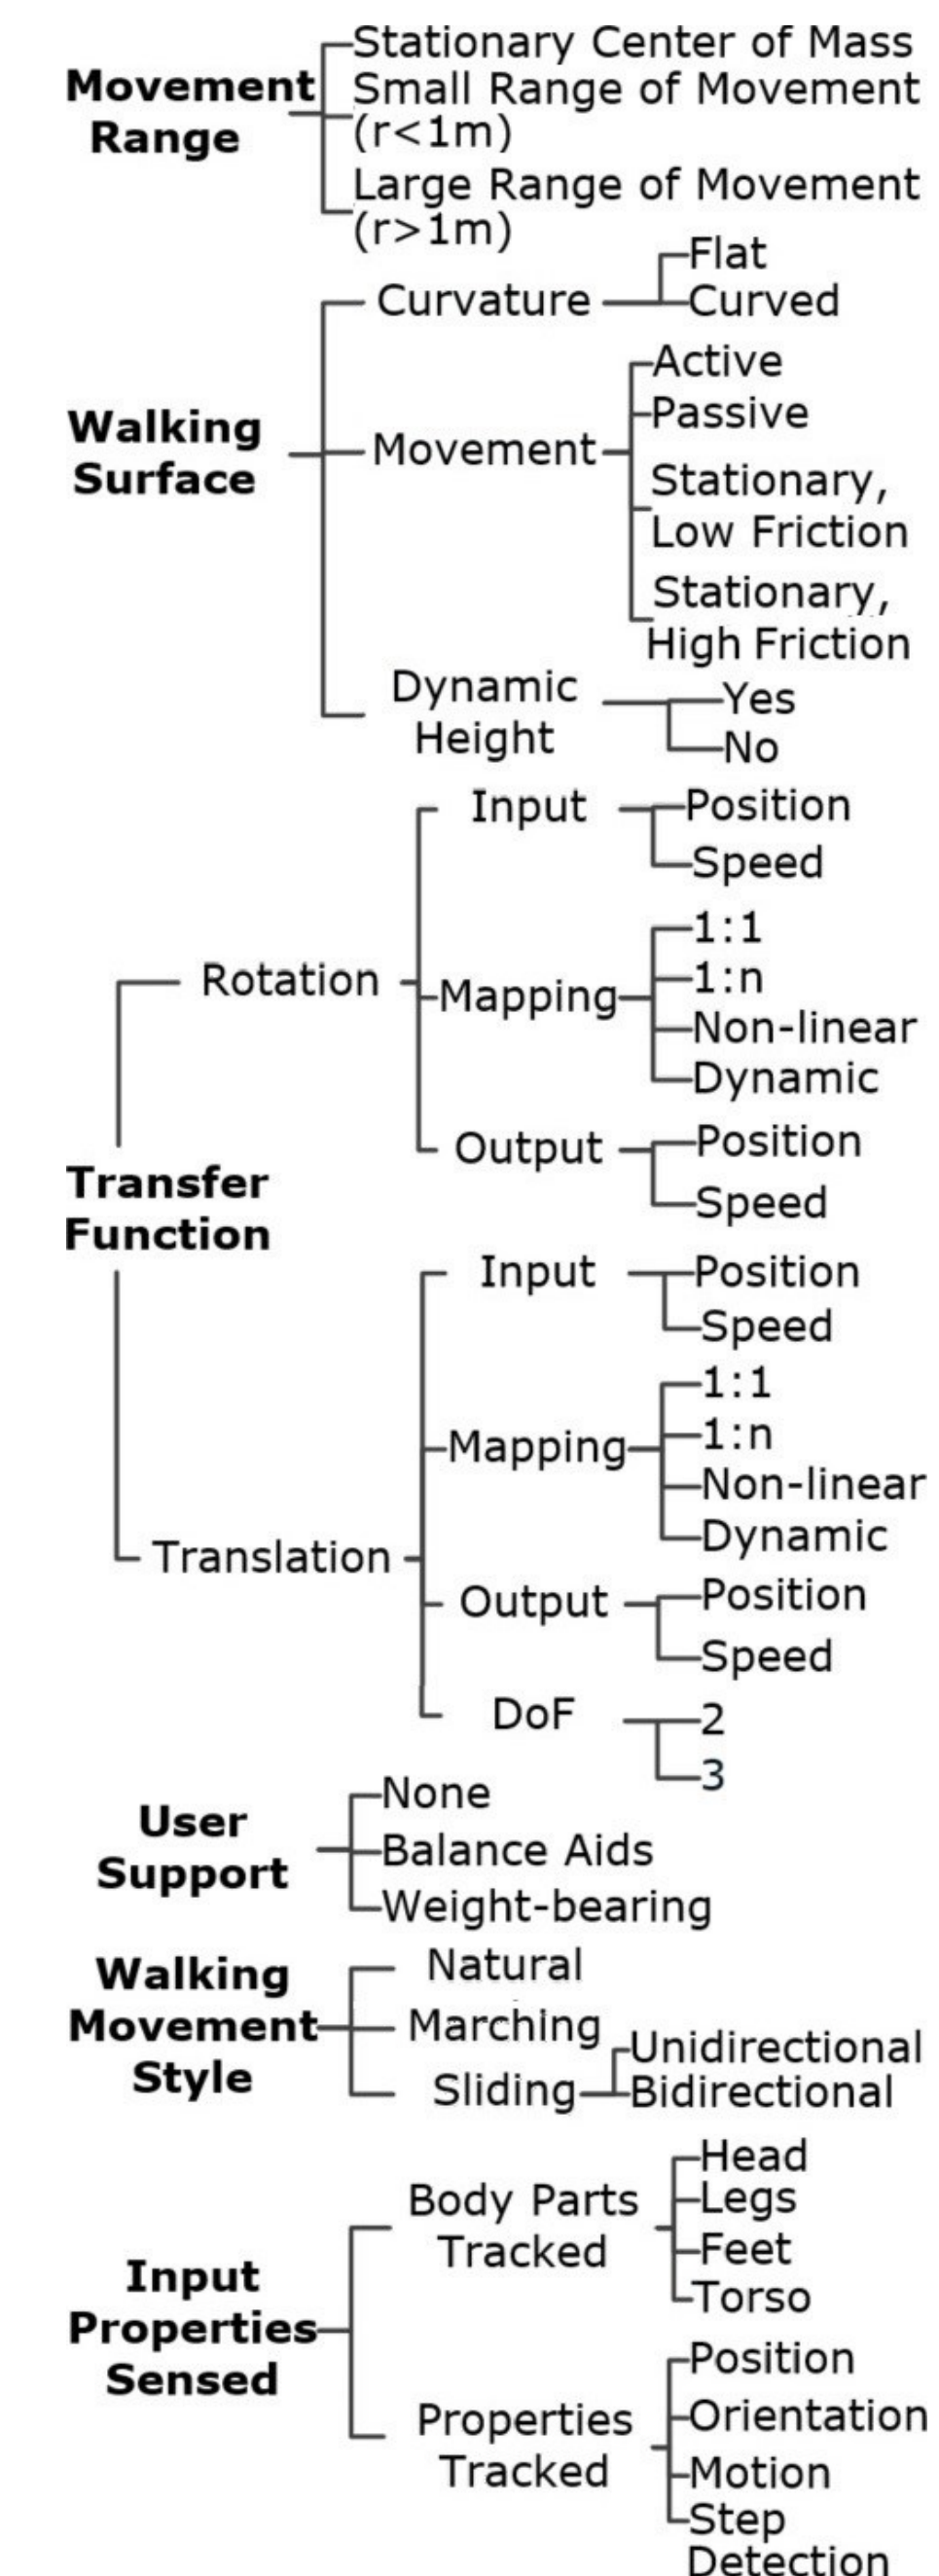 Movement
Range
Stationary Center of Mass
Small Range of Movement
(r<1m)
Large Range of Movement
(r>1m)
Walking
Surface
Curvature
Flat
Curved
Movement
Active
Passive
Stationary,
Low Friction
Stationary,
High Friction
Dynamic
Height
Yes
No
Transfer
Function
Rotation
Input
Position
Speed
Mapping
1:1
1:n
Non-linear
Dynamic
Output
Position
Speed
Translation
Input
Position
Speed
Mapping
1:1
1:n
Non-linear
Dynamic
Output
Position
Speed
DoF
2
3
User
Support
None
Balance Aids
Weight-bearing
Walking
Movement
Style
Natural
Marching
Sliding
Unidirectional
Bidirectional
Input
Properties
Sensed
Body Parts
Tracked
Head
Legs
Feet
Torso
Properties
Tracked
Position
Orientation
Motion
Step
Detection